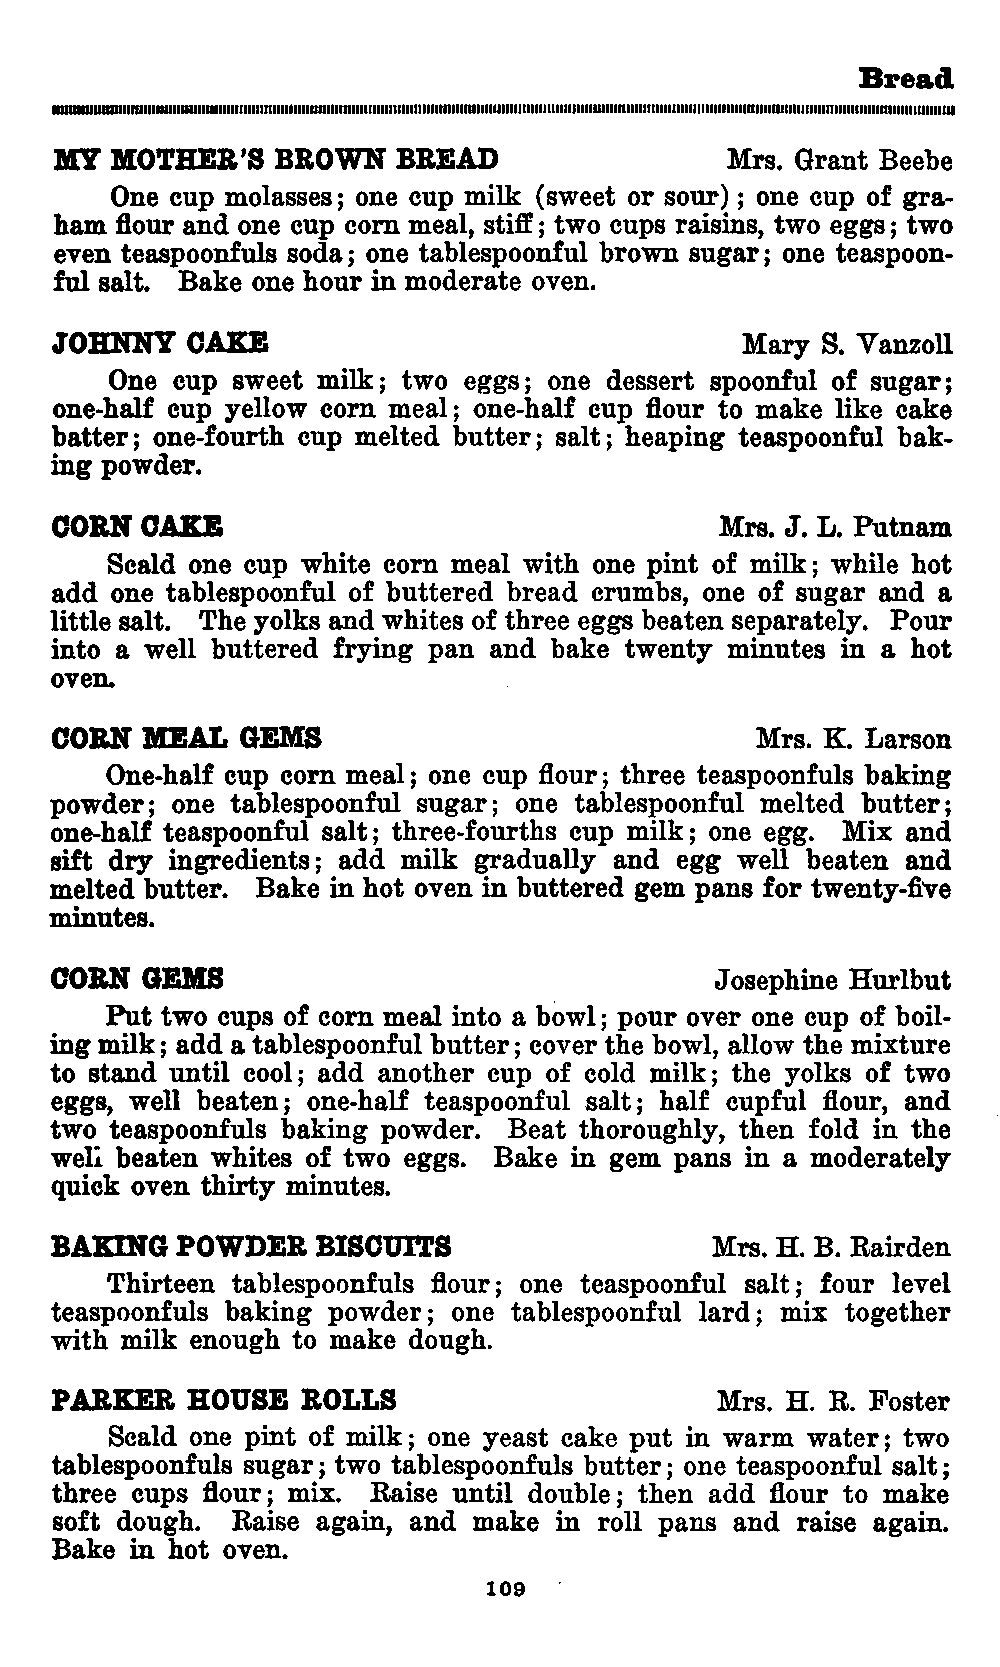 Bread
MY MOTHER'S BROWN BREAD Mrs. Grant Beebe
One cup molasses; one cup milk (sweet or sour); one cup of gra-
ham flour and one cup corn meal, stiff; two cups raisins, two eggs; two
even teaspoonfuls soda; one tablespoonful brown sugar; one teaspoon-
ful salt. Bake one hour in moderate oven.
JOHNNY CAKE Mary S. Vanzoll
One cup sweet milk; two eggs; one dessert spoonful of sugar;
one-half cup yellow corn meal; one-half cup flour to make like cake
batter; one-fourth cup melted butter; salt; heaping teaspoonful bak-
ing powder.
CORN CAKE Mrs. J. L. Putnam
Scald one cup white corn meal with one pint of milk; while hot
add one tablespoonful of buttered bread crumbs, one of sugar and a
little salt. The yolks and whites of three eggs beaten separately. Pour
into a well buttered frying pan and bake twenty minutes in a hot
oven.
CORN MEAL GEMS Mrs. K. Larson
One-half cup corn meal; one cup flour; three teaspoonfuls baking
powder; one tablespoonful sugar; one tablespoonful melted butter;
one-half teaspoonful salt; three-fourths cup milk; one egg. Mix and
sift dry ingredients; add milk gradually and egg well beaten and
melted butter. Bake in hot oven in buttered gem pans for twenty-five
minutes.
CORN GEMS Josephine Hurlbut
Put two cups of corn meal into a bowl; pour over one cup of boil-
ing milk; add a tablespoonful butter; cover the bowl, allow the mixture
to stand until cool; add another cup of cold milk; the yolks of two
eggs, well beaten; one-half teaspoonful salt; half cupful flour, and
two teaspoonfuls baking powder. Beat thoroughly, then fold in the
well beaten whites of two eggs. Bake in gem pans in a moderately
quick oven thirty minutes.
BAKING POWDER BISCUITS Mrs. H. B. Rairden
Thirteen tablespoonfuls flour; one teaspoonful salt; four level
teaspoonfuls baking powder; one tablespoonful lard; mix together
with milk enough to make dough.
PARKER HOUSE ROLLS Mrs. H. R. Foster
Scald one pint of milk; one yeast cake put in warm water; two
tablespoonfuls sugar; two tablespoonfuls butter; one teaspoonful salt;
three cups flour; mix. Raise until double; then add flour to make
soft dough. Raise again, and make in roll pans and raise again.
Bake in hot oven.
109